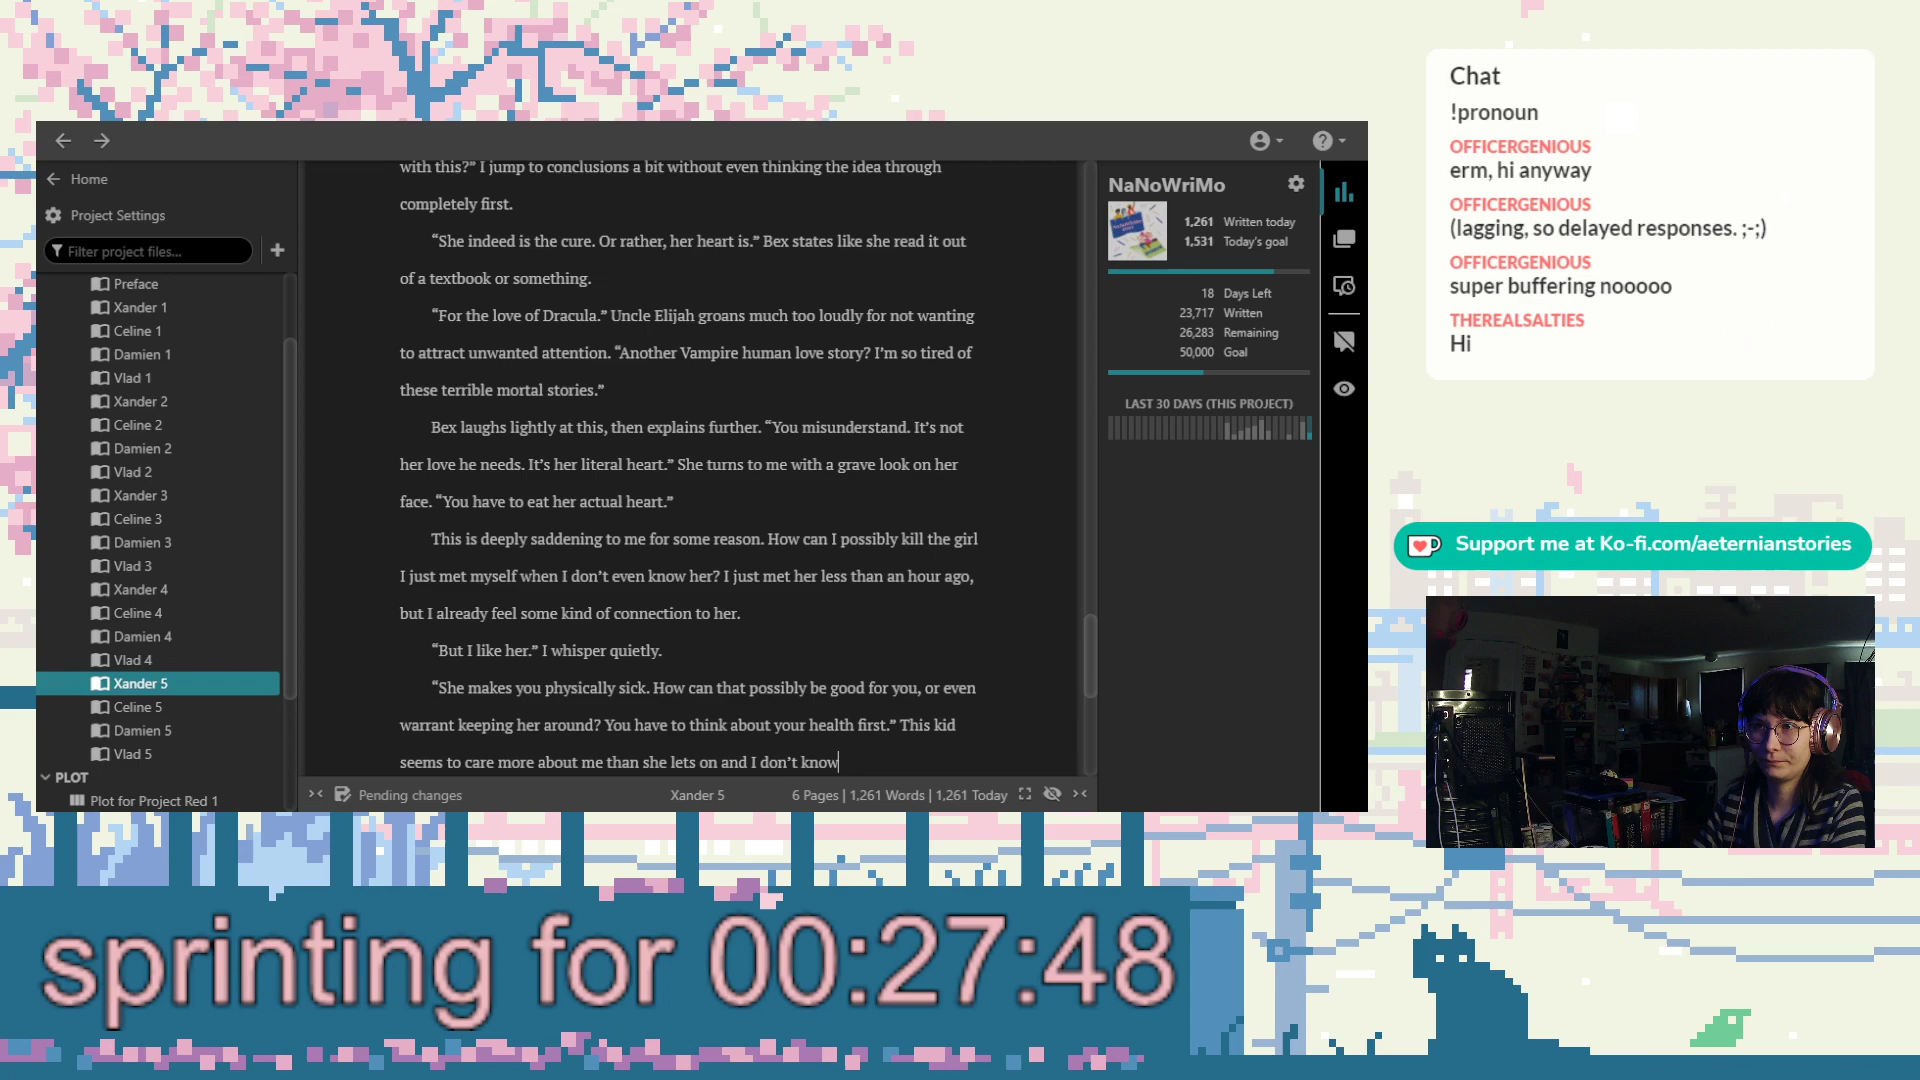 Home
Project Settings
Filter project files...
Preface
Xander 1
Celine 1
Damien 1
Vlad 1
Xander 2
Celine 2
Damien 2
Vlad 2
Xander 3
Celine 3
Damien 3
Vlad 3
Xander 4
Celine 4
Damien 4
Vlad 4
Xander 5
Celine 5
Damien 5
Vlad 5
PLOT
Plot for Project Red 1
with this?” I jump to conclusions a bit without even thinking the idea through
completely first.
“She indeed is the cure. Or rather, her heart is.” Bex states like she read it out
of a textbook or something.
“For the love of Dracula.” Uncle Elijah groans much too loudly for not wanting
to attract unwanted attention. “Another Vampire human love story? I’m so tired of
these terrible mortal stories.”
Bex laughs lightly at this, then explains further. “You misunderstand. It’s not
her love he needs. It’s her literal heart.” She turns to me with a grave look on her
face. “You have to eat her actual heart.”
This is deeply saddening to me for some reason. How can I possibly kill the girl
I just met myself when I don’t even know her? I just met her less than an hour ago,
but I already feel some kind of connection to her.
“But I like her.” I whisper quietly.
“She makes you physically sick. How can that possibly be good for you, or even
warrant keeping her around? You have to think about your health first.” This kid
seems to care more about me than she lets on and I don’t know
Pending changes
Xander 5
6 Pages | 1,261 Words | 1,261 Today
NaNoWriMo
1,261 Written today
1,531 Today's goal
18 Days Left
23,717 Written
26,283 Remaining
50,000 Goal
LAST 30 DAYS (THIS PROJECT)
Chat
!pronoun
OFFICERGENIOUS
erm, hi anyway
OFFICERGENIOUS
(lagging, so delayed responses. ;-;)
OFFICERGENIOUS
super buffering nooooo
THEREALSALTIES
Hi
Support me at Ko-fi.com/aeternianstories
sprinting for 00:27:48